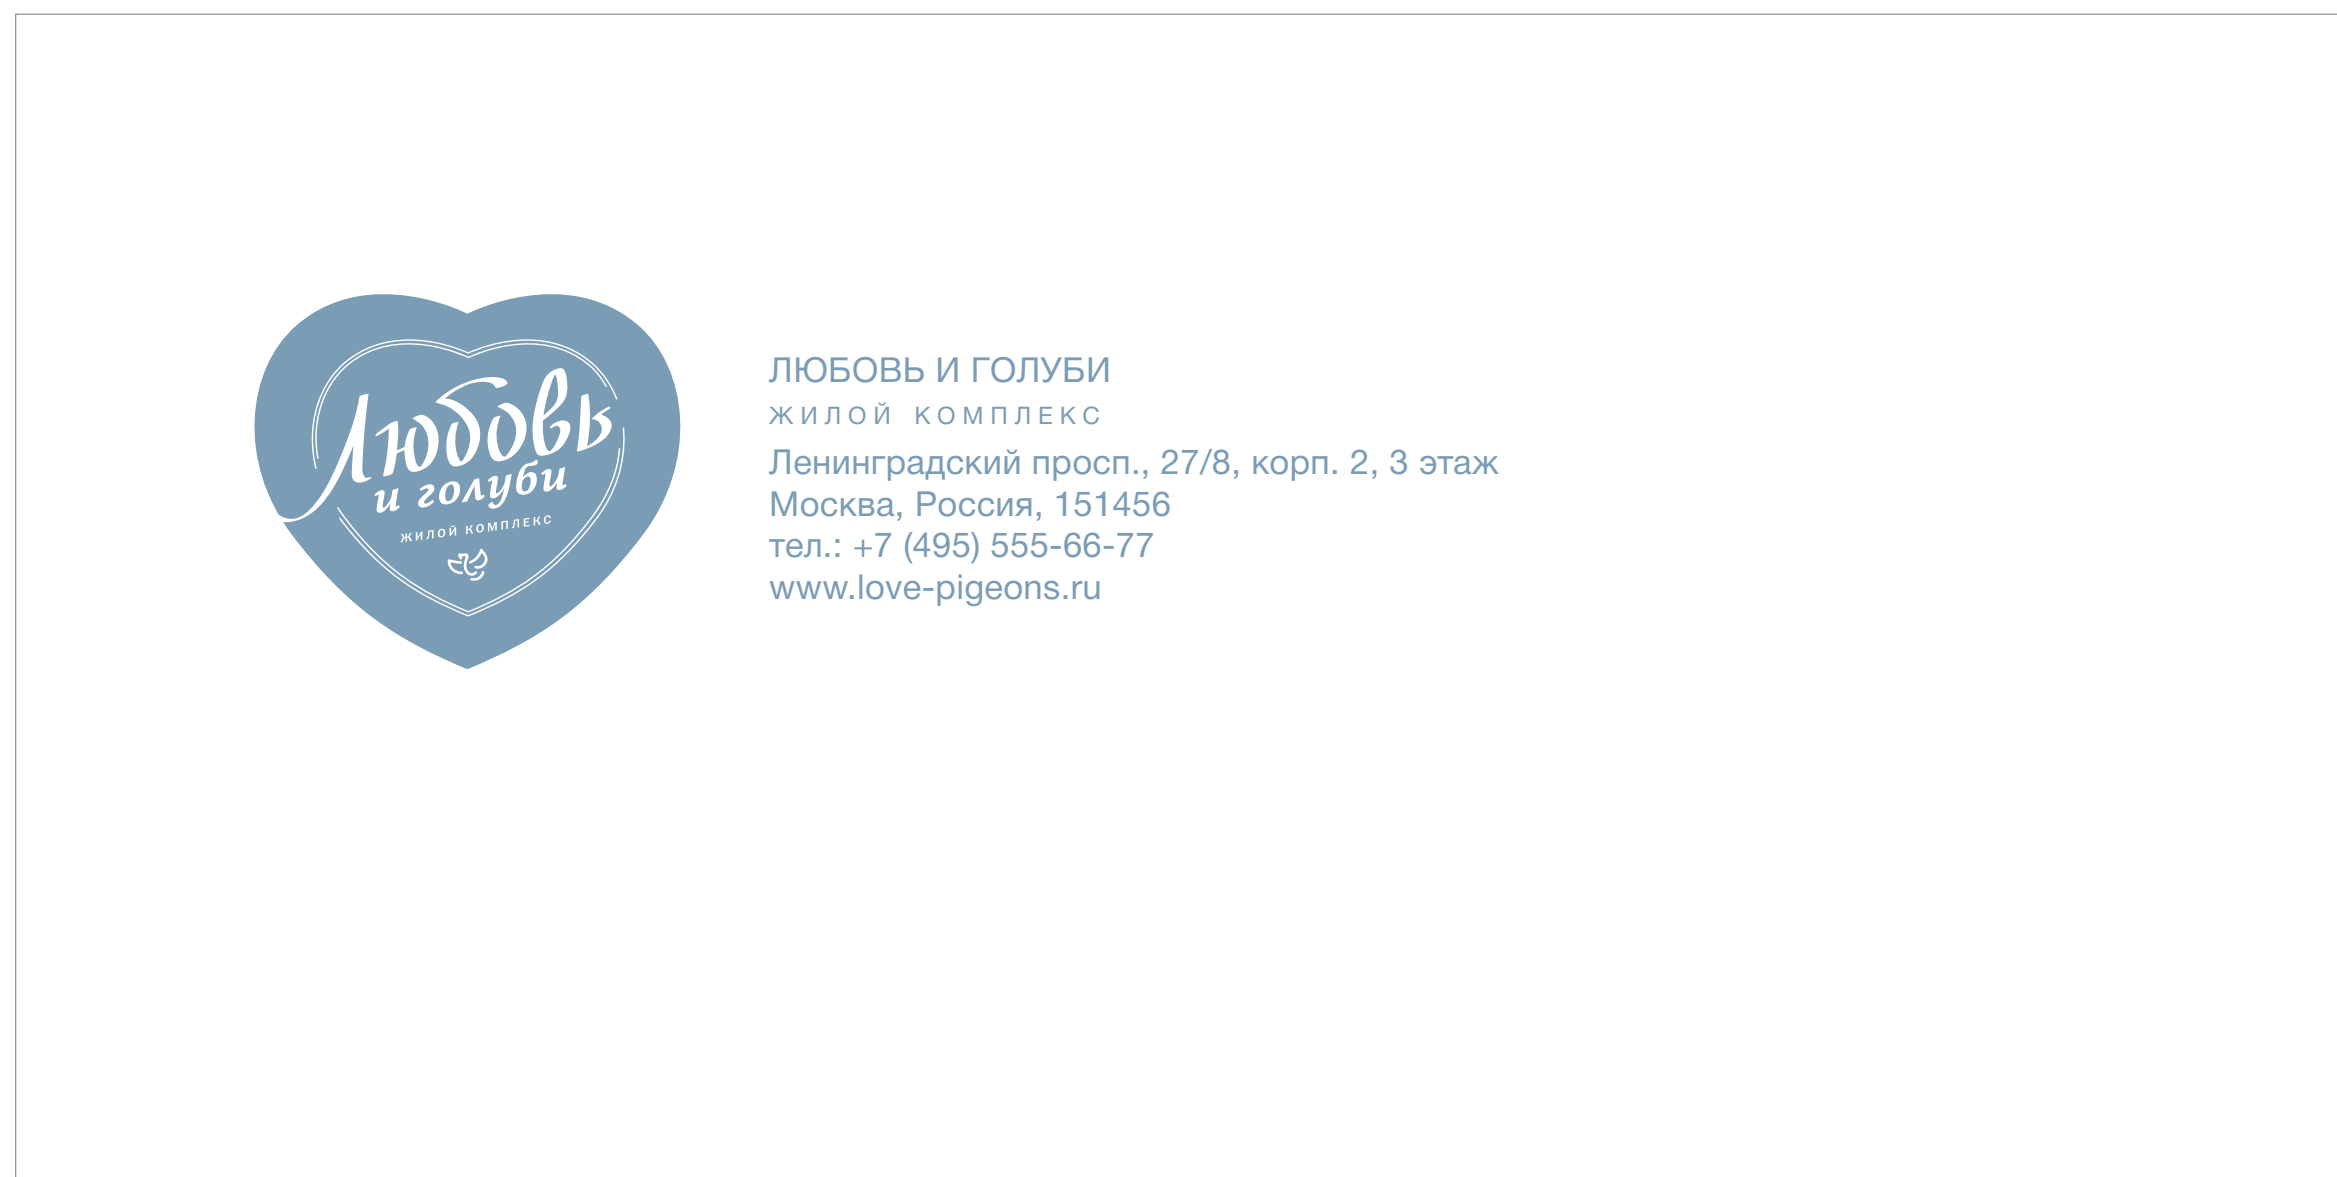 Любовь
и голуби
ЖИЛОЙ КОМПЛЕКС
ЛЮБОВЬ И ГОЛУБИ
ЖИЛОЙ КОМПЛЕКС
Ленинградский просп., 27/8, корп. 2, 3 этаж
Москва, Россия, 151456
тел.: +7 (495) 555-66-77
www.love-pigeons.ru